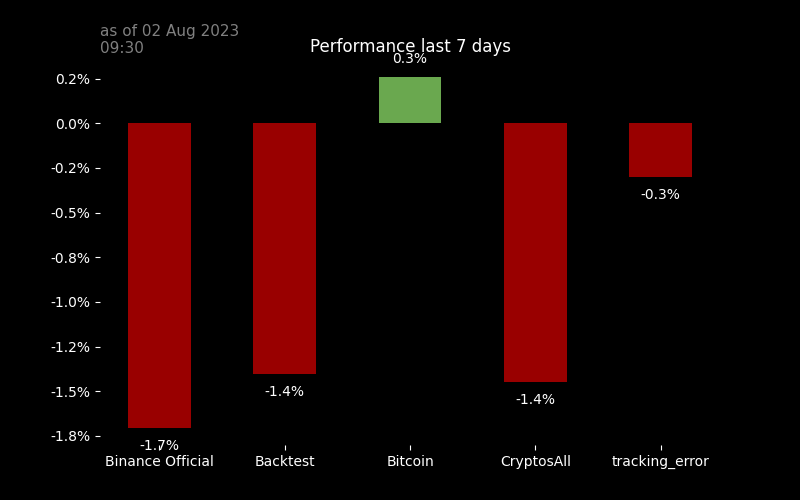 as of 02 Aug 2023
09:30
Performance last 7 days
0.3%
0.2%
0.0%
-0.2%
-0.3%
-0.5%
-0.8%
-1.0%
-1.2%
-1.5%
-1.4%
-1.4%
-1.8%
-1.7%
Binance Official
Backtest
Bitcoin
CryptosAll
tracking_error